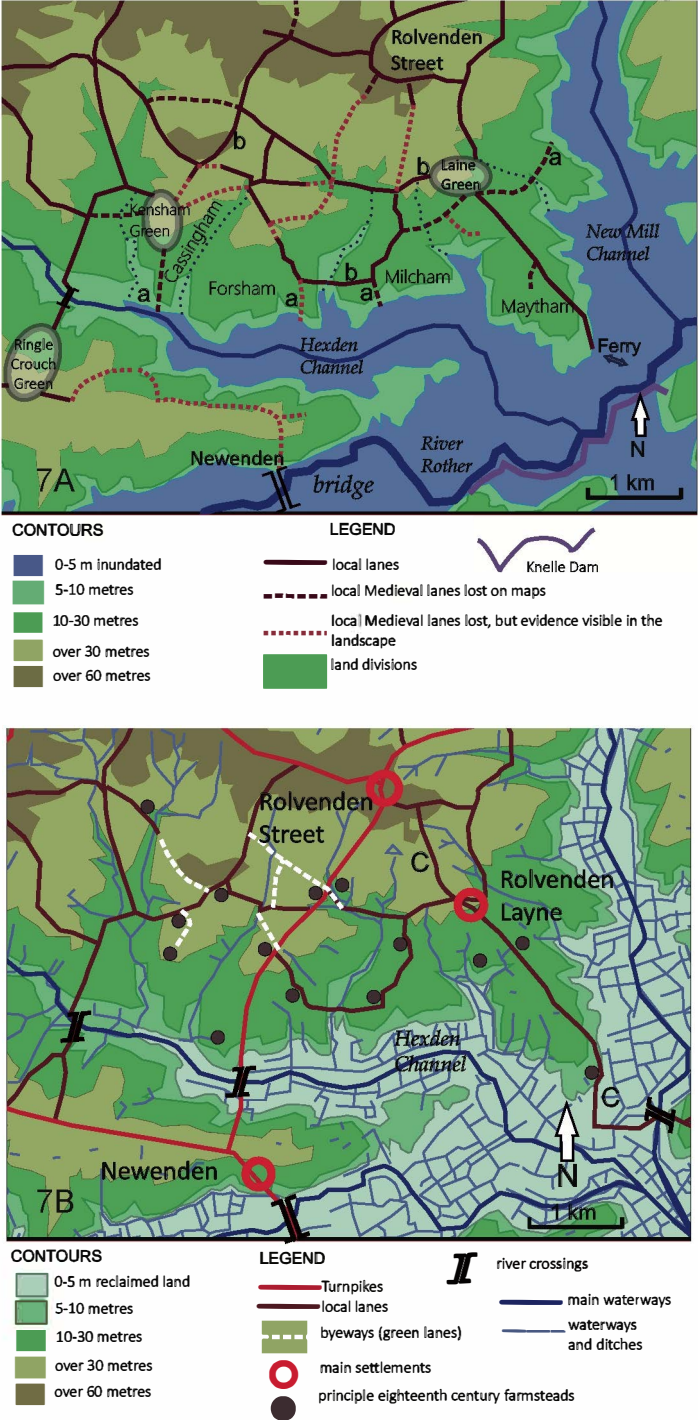 Rolvenden
Street
b
b
Laine
Green
a
Kensham
Green
Cassingham
New Mill
Channel
a
Forsham
a
b
a
Milcham
Maytham
Hexden
Channel
Ferry
Ringle
Crouch
Green
Newenden
bridge
River
Rother
N
1 km
7A
CONTOURS
0-5 m inundated
5-10 metres
10-30 metres
over 30 metres
over 60 metres
LEGEND
local lanes
Knelle Dam
local Medieval lanes lost on maps
local Medieval lanes lost, but evidence visible in the
landscape
land divisions
Rolvenden
Street
C
Rolvenden
Layne
Hexden
Channel
C
N
1 km
Newenden
7B
CONTOURS
0-5 m reclaimed land
5-10 metres
10-30 metres
over 30 metres
over 60 metres
LEGEND
Turnpikes
local lanes
byeways (green lanes)
main settlements
principle eighteenth century farmsteads
river crossings
main waterways
waterways
and ditches